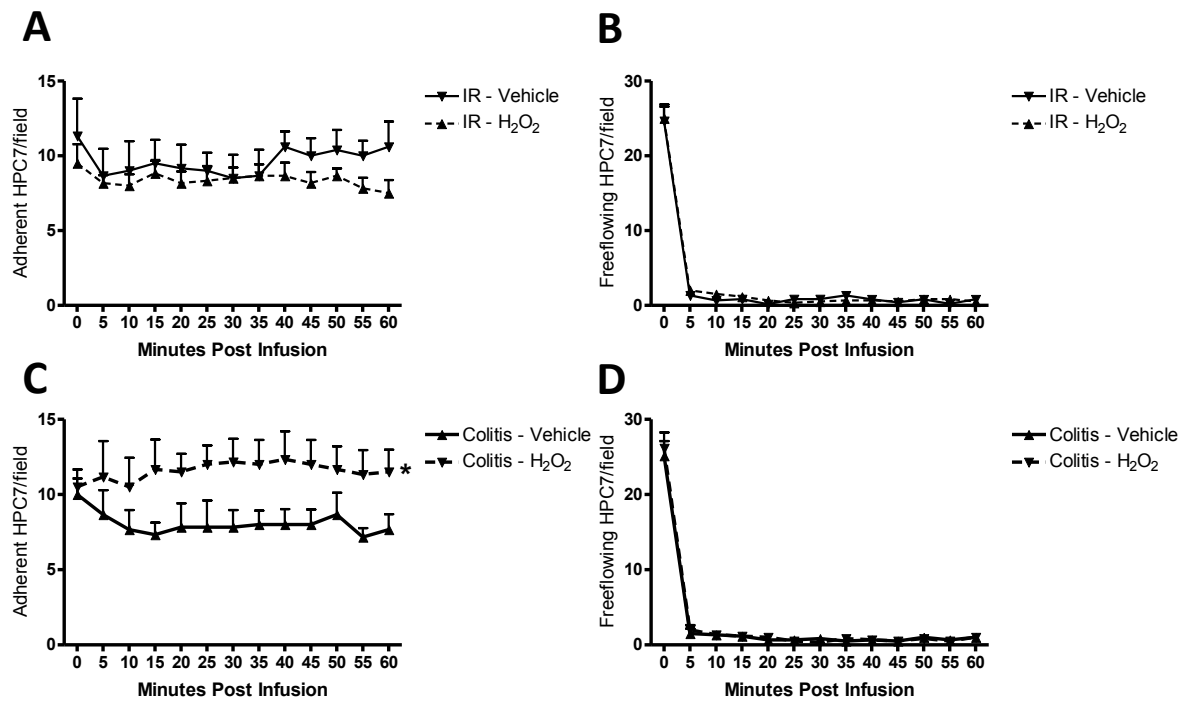 A
15
10
5
0
Adherent HPC7/field
0 5 10 15 20 25 30 35 40 45 50 55 60
Minutes Post Infusion
IR - Vehicle
IR - H₂O₂
B
30
20
10
0
Freeflowing HPC7/field
0 5 10 15 20 25 30 35 40 45 50 55 60
Minutes Post Infusion
IR - Vehicle
IR - H₂O₂
C
15
10
5
0
Adherent HPC7/field
*
0 5 10 15 20 25 30 35 40 45 50 55 60
Minutes Post Infusion
Colitis - Vehicle
Colitis - H₂O₂
D
30
20
10
0
Freeflowing HPC7/field
0 5 10 15 20 25 30 35 40 45 50 55 60
Minutes Post Infusion
Colitis - Vehicle
Colitis - H₂O₂